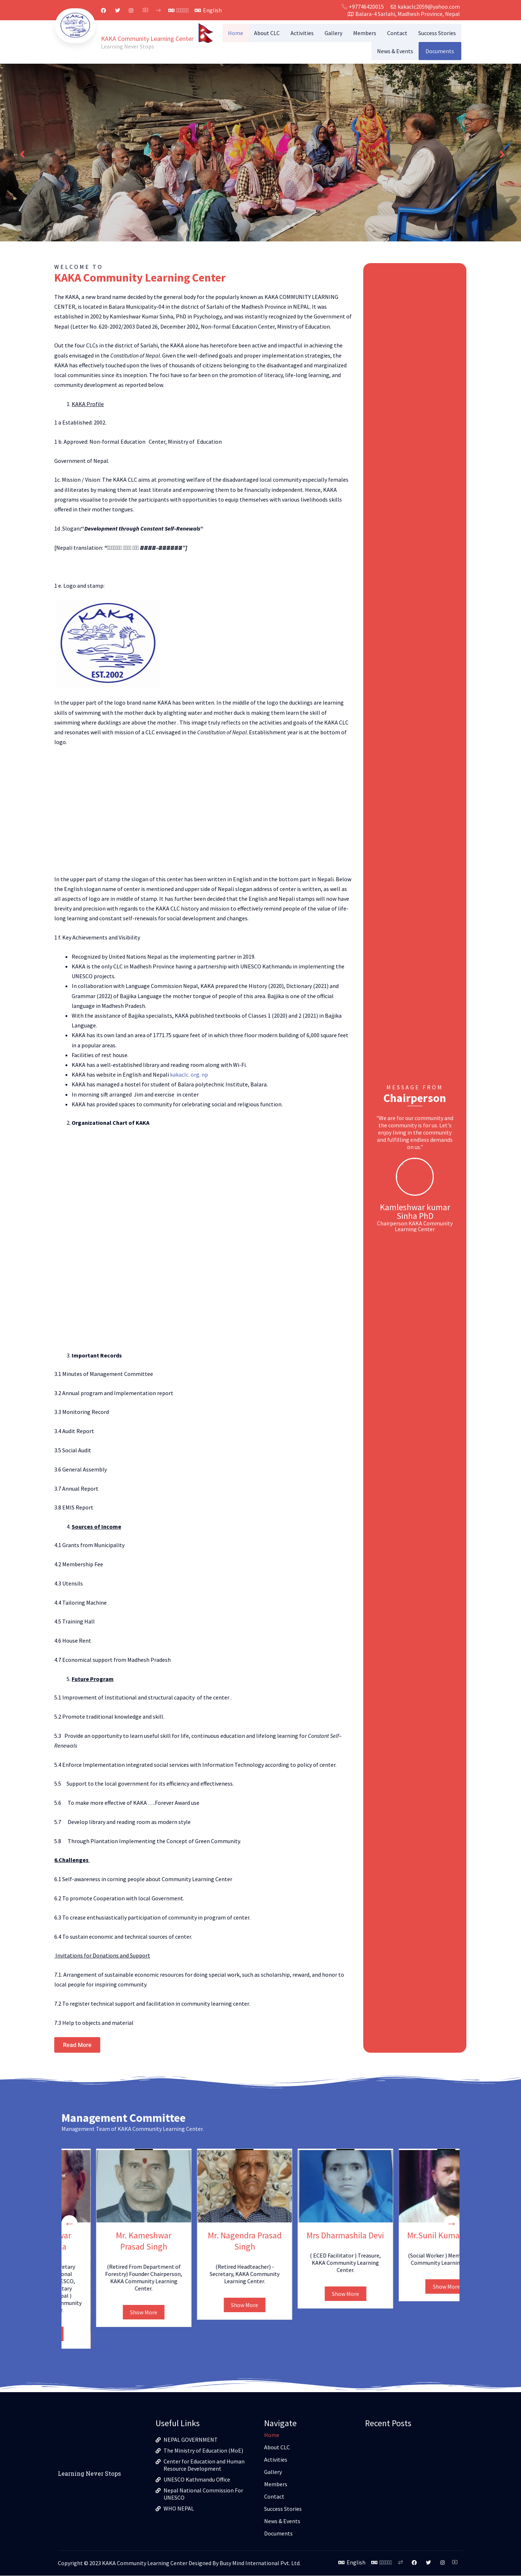 +97746420015 kakaclc2059@yahoo.com
English
Balara-4 Sarlahi, Madhesh Province, Nepal
KAKA Community Learning Center
Learning Never Stops
Home About CLC Activities Gallery Members Contact Success Stories
News & Events Documents
WELCOME TO
KAKA Community Learning Center
The KAKA, a new brand name decided by the general body for the popularly known as KAKA COMMUNITY LEARNING
CENTER, is located in Balara Municipality-04 in the district of Sarlahi of the Madhesh Province in NEPAL. It was
established in 2002 by Kamleshwer Kumar Sinha, PhD in Psychology, and was instantly recognized by the Government of
Nepal (Letter No. 620-2002/2003 Dated 26, December 2002, Non-formal Education Center, Ministry of Education.
Out the four CLCs in the district of Sarlahi, the KAKA alone has heretofore been active and impactful in achieving the
goals envisaged in the Constitution of Nepal. Given the well-defined goals and proper implementation strategies, the
KAKA has effectively touched upon the lives of thousands of citizens belonging to the disadvantaged or marginalized
local communities since its inception. The foci have so far been on the promotion of literacy, life-long learning, and
community development as reported below.
1. KAKA Profile
1 a Established: 2002.
1 b. Approved: Non-formal Education Center, Ministry of Education
Government of Nepal.
1c. Mission / Vision: The KAKA CLC aims at promoting welfare of the disadvantaged local community especially females
and illiterates by making them at least literate and empowering them to be financially independent. Hence, KAKA
programs visualise to provide the participants with opportunities to equip themselves with various livelihoods skills
offered in their mother tongues.
1d .Slogan:"Development through Constant Self-Renewals"
[Nepali translation: " ####-######"]
1 e. Logo and stamp:
KAKA
EST.2002
In the upper part of the logo brand name KAKA has been written. In the middle of the logo the ducklings are learning
skills of swimming with mother duck by alighting water and mother duck is making them learn the skill of
swimming where ducklings are above the mother . This image truly reflects on the activities and goals of the KAKA CLC
and resonates well with mission of a CLC envisaged in the Constitution of Nepal. Establishment year is at the bottom of
logo.
In the upper part of stamp the slogan of this center has been written in English and in the bottom part in Nepali. Below
the English slogan name of center is mentioned and upper side of Nepali slogan address of center is written, as well as
all aspects of logo are in middle of stamp. It has further been decided that the English and Nepali stamps will now have
brevity and precision with regards to the KAKA CLC history and mission to effectively remind people of the value of life-
long learning and constant self-renewals for social development and changes.
1 f. Key Achievements and Visibility
Recognized by United Nations Nepal as the implementing partner in 2019.
KAKA is the only CLC in Madhesh Province having a partnership with UNESCO Kathmandu in implementing the
UNESCO projects.
In collaboration with Language Commission Nepal, KAKA prepared the History (2020), Dictionary (2021) and
Grammar (2022) of Bajjika Language the mother tongue of people of this area. Bajjika is one of the official
language in Madhesh Pradesh.
With the assistance of Bajjika specialists, KAKA published textbooks of Classes 1 (2020) and 2 (2021) in Bajjika
Language.
KAKA has its own land an area of 1771.75 square feet of in which three floor modern building of 6,000 square feet
in a popular areas.
Facilities of rest house.
KAKA has a well-established library and reading room along with Wi-Fi.
KAKA has website in English and Nepali kakaclc. org. np
KAKA has managed a hostel for student of Balara polytechnic Institute, Balara.
In morning sift arranged Jim and exercise in center
KAKA has provided spaces to community for celebrating social and religious function.
2. Organizational Chart of KAKA
MESSAGE FROM
Chairperson
"We are for our community and
the community is for us. Let's
enjoy living in the community
and fulfilling endless demands
on us."
Kamleshwar kumar
Sinha PhD
Chairperson KAKA Community
Learning Center
3. Important Records
3.1 Minutes of Management Committee
3.2 Annual program and Implementation report
3.3 Monitoring Record
3.4 Audit Report
3.5 Social Audit
3.6 General Assembly
3.7 Annual Report
3.8 EMIS Report
4. Sources of Income
4.1 Grants from Municipality
4.2 Membership Fee
4.3 Utensils
4.4 Tailoring Machine
4.5 Training Hall
4.6 House Rent
4.7 Economical support from Madhesh Pradesh
5. Future Program
5.1 Improvement of Institutional and structural capacity of the center .
5.2 Promote traditional knowledge and skill.
5.3 Provide an opportunity to learn useful skill for life, continuous education and lifelong learning for Constant Self-
Renewals
5.4 Enforce Implementation integrated social services with Information Technology according to policy of center.
5.5 Support to the local government for its efficiency and effectiveness.
5.6 To make more effective of KAKA ….Forever Award use
5.7 Develop library and reading room as modern style
5.8 Through Plantation Implementing the Concept of Green Community.
6.Challenges
6.1 Self-awareness in corning people about Community Learning Center
6.2 To promote Cooperation with local Government.
6.3 To crease enthusiastically participation of community in program of center.
6.4 To sustain economic and technical sources of center.
Invitations for Donations and Support
7.1. Arrangement of sustainable economic resources for doing special work, such as scholarship, reward, and honor to
local people for inspiring community.
7.2 To register technical support and facilitation in community learning center.
7.3 Help to objects and material
Read More
Management Committee
Management Team of KAKA Community Learning Center.
Mr. Kameshwar
Prasad Singh
(Retired From Department of
Forestry) Founder Chairperson,
KAKA Community Learning
Center.
Show More
Mr. Nagendra Prasad
Singh
(Retired Headteacher) -
Secretary, KAKA Community
Learning Center.
Show More
Mrs Dharmashila Devi
( ECED Facilitator ) Treasure,
KAKA Community Learning
Center.
Show More
Mr.Sunil Kuma
(Social Worker ) Mem
Community Learnin
Show More
Learning Never Stops
Useful Links
NEPAL GOVERNMENT
The Ministry of Education (MoE)
Center for Education and Human
Resource Development
UNESCO Kathmandu Office
Nepal National Commission For
UNESCO
WHO NEPAL
Navigate
Home
About CLC
Activities
Gallery
Members
Contact
Success Stories
News & Events
Documents
Recent Posts
Copyright © 2023 KAKA Community Learning Center Designed By Busy Mind International Pvt. Ltd.
English